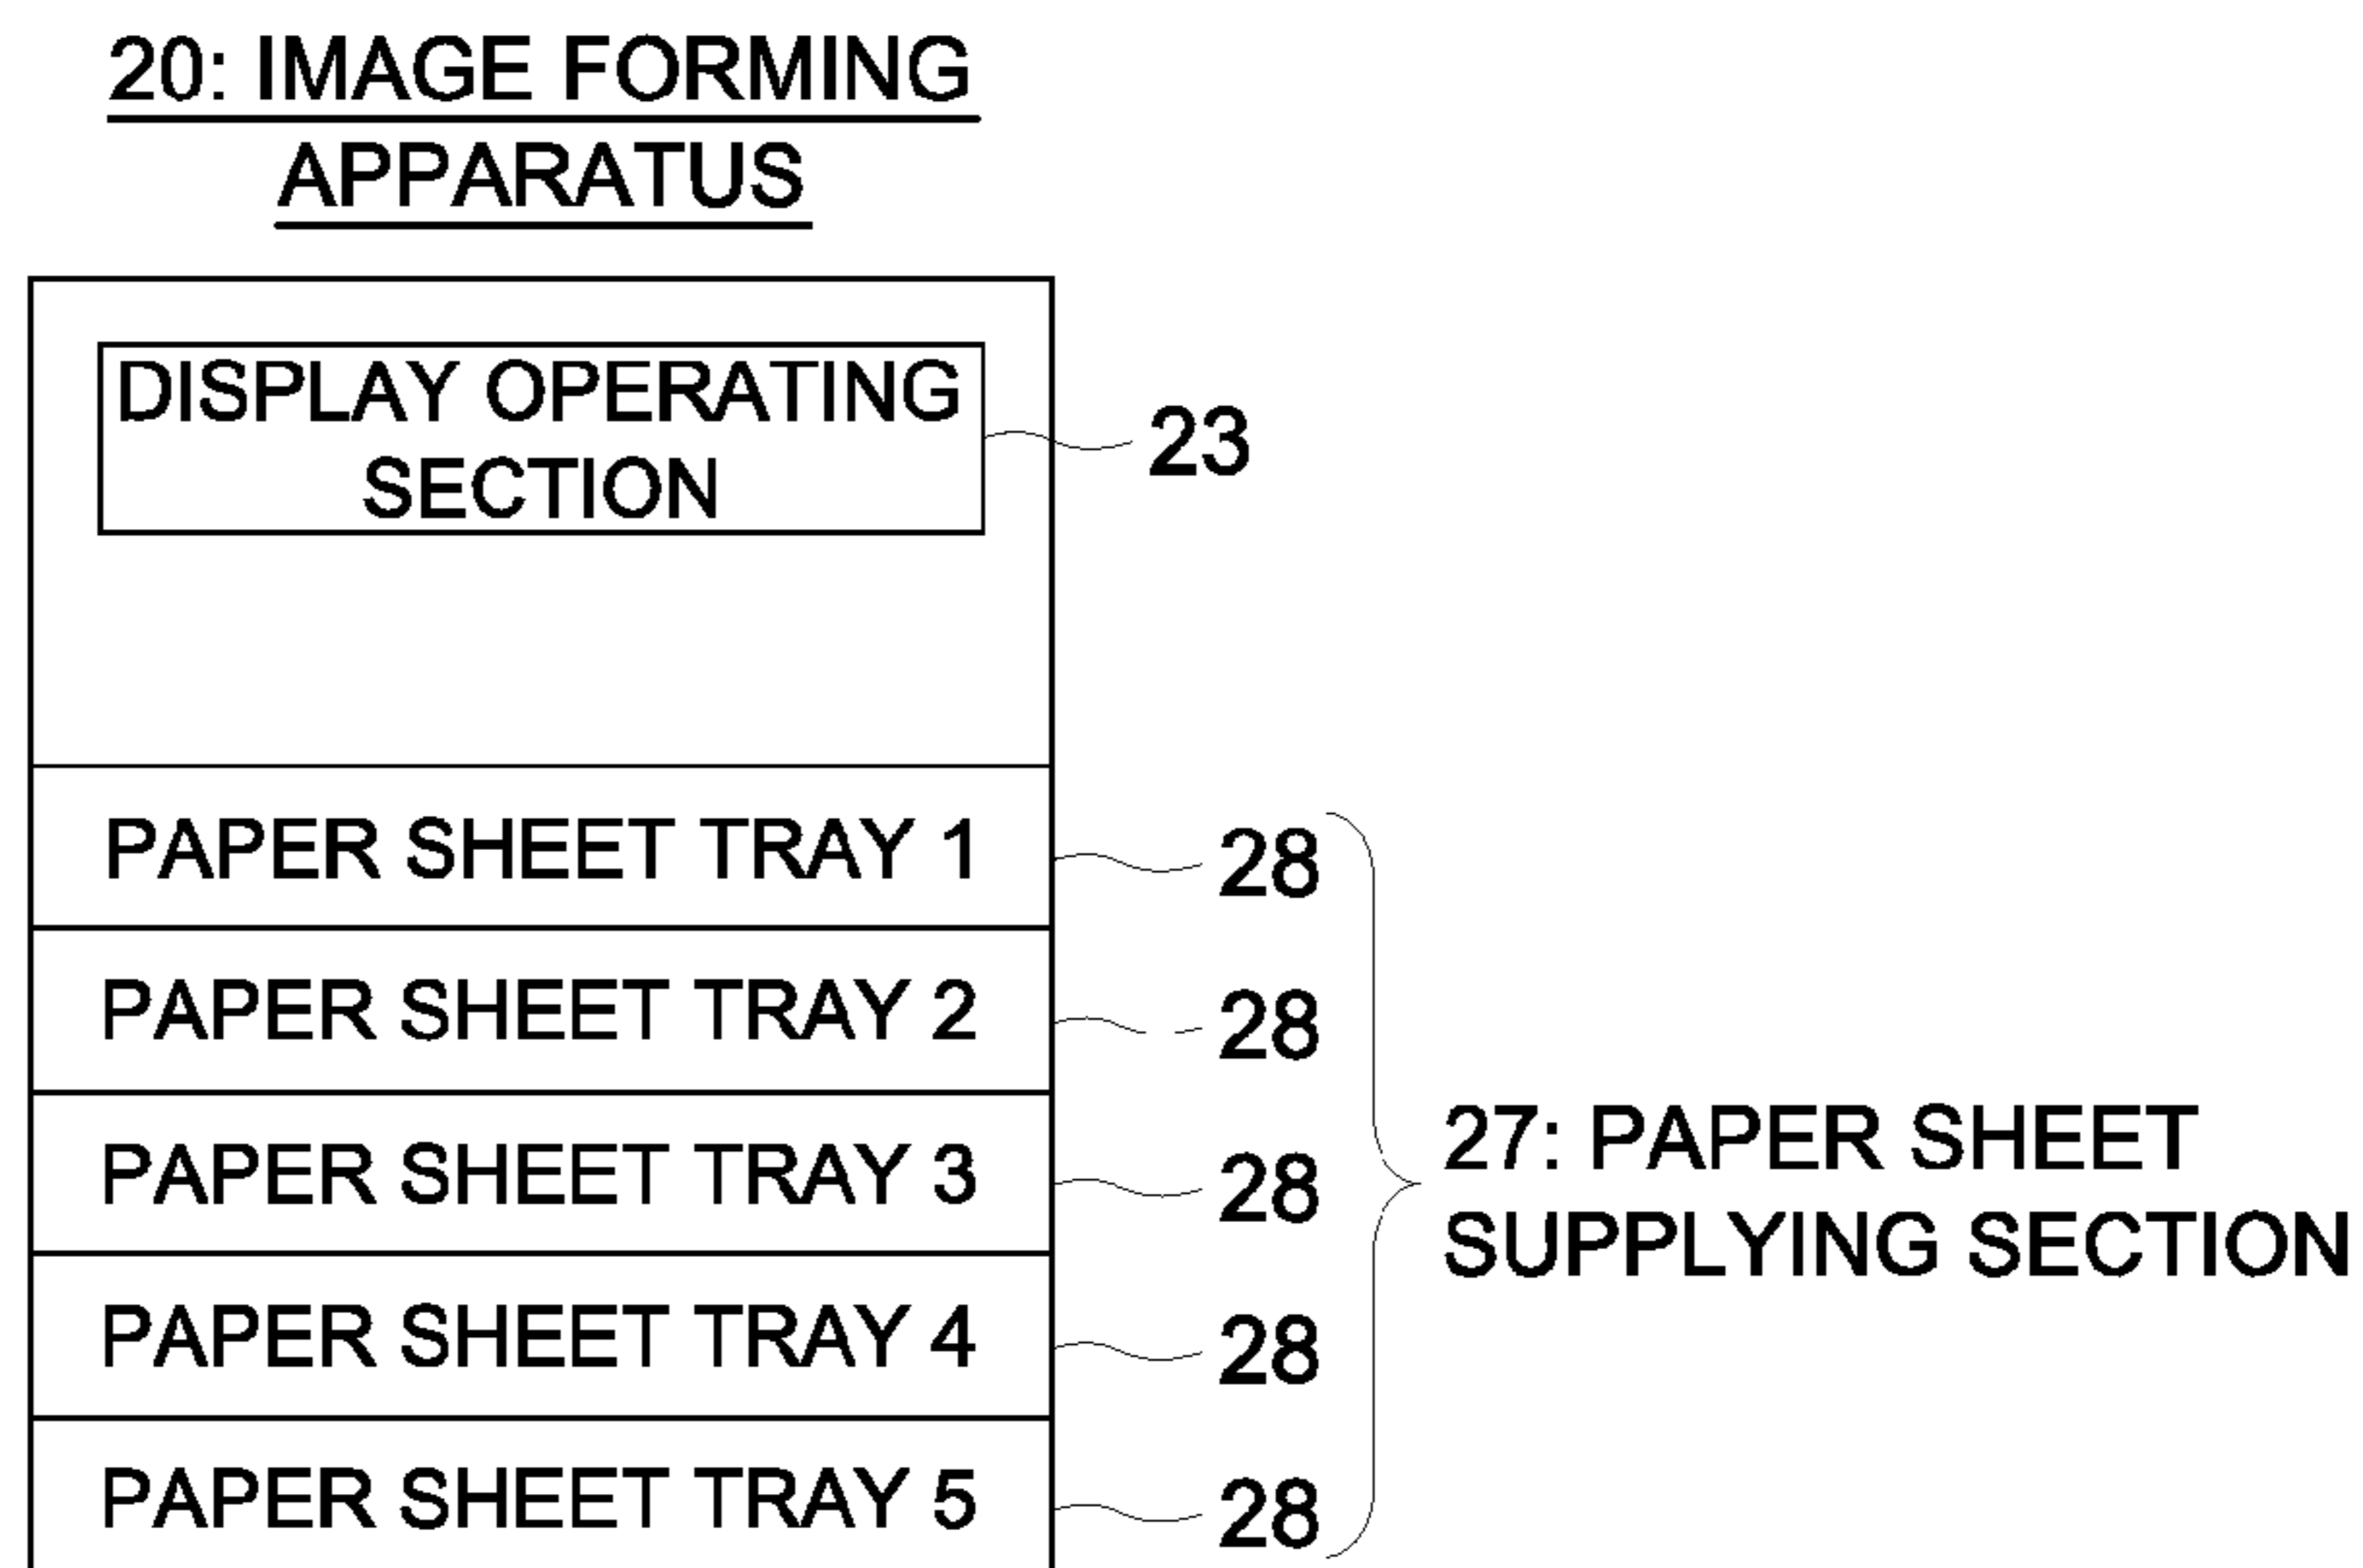 20: IMAGE FORMING
APPARATUS
DISPLAY OPERATING
SECTION
23
PAPER SHEET TRAY 1
28
PAPER SHEET TRAY 2
28
PAPER SHEET TRAY 3
28
PAPER SHEET TRAY 4
28
PAPER SHEET TRAY 5
28
27: PAPER SHEET
SUPPLYING SECTION